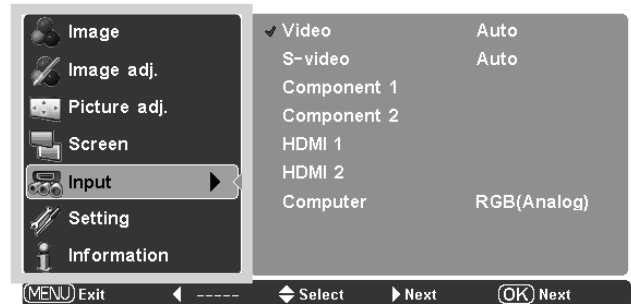 Image
Image adj.
Picture adj.
Screen
Input
Setting
Information
Video Auto
S-video Auto
Component 1
Component 2
HDMI 1
HDMI 2
Computer RGB(Analog)
MENU Exit ----- Select Next OK Next